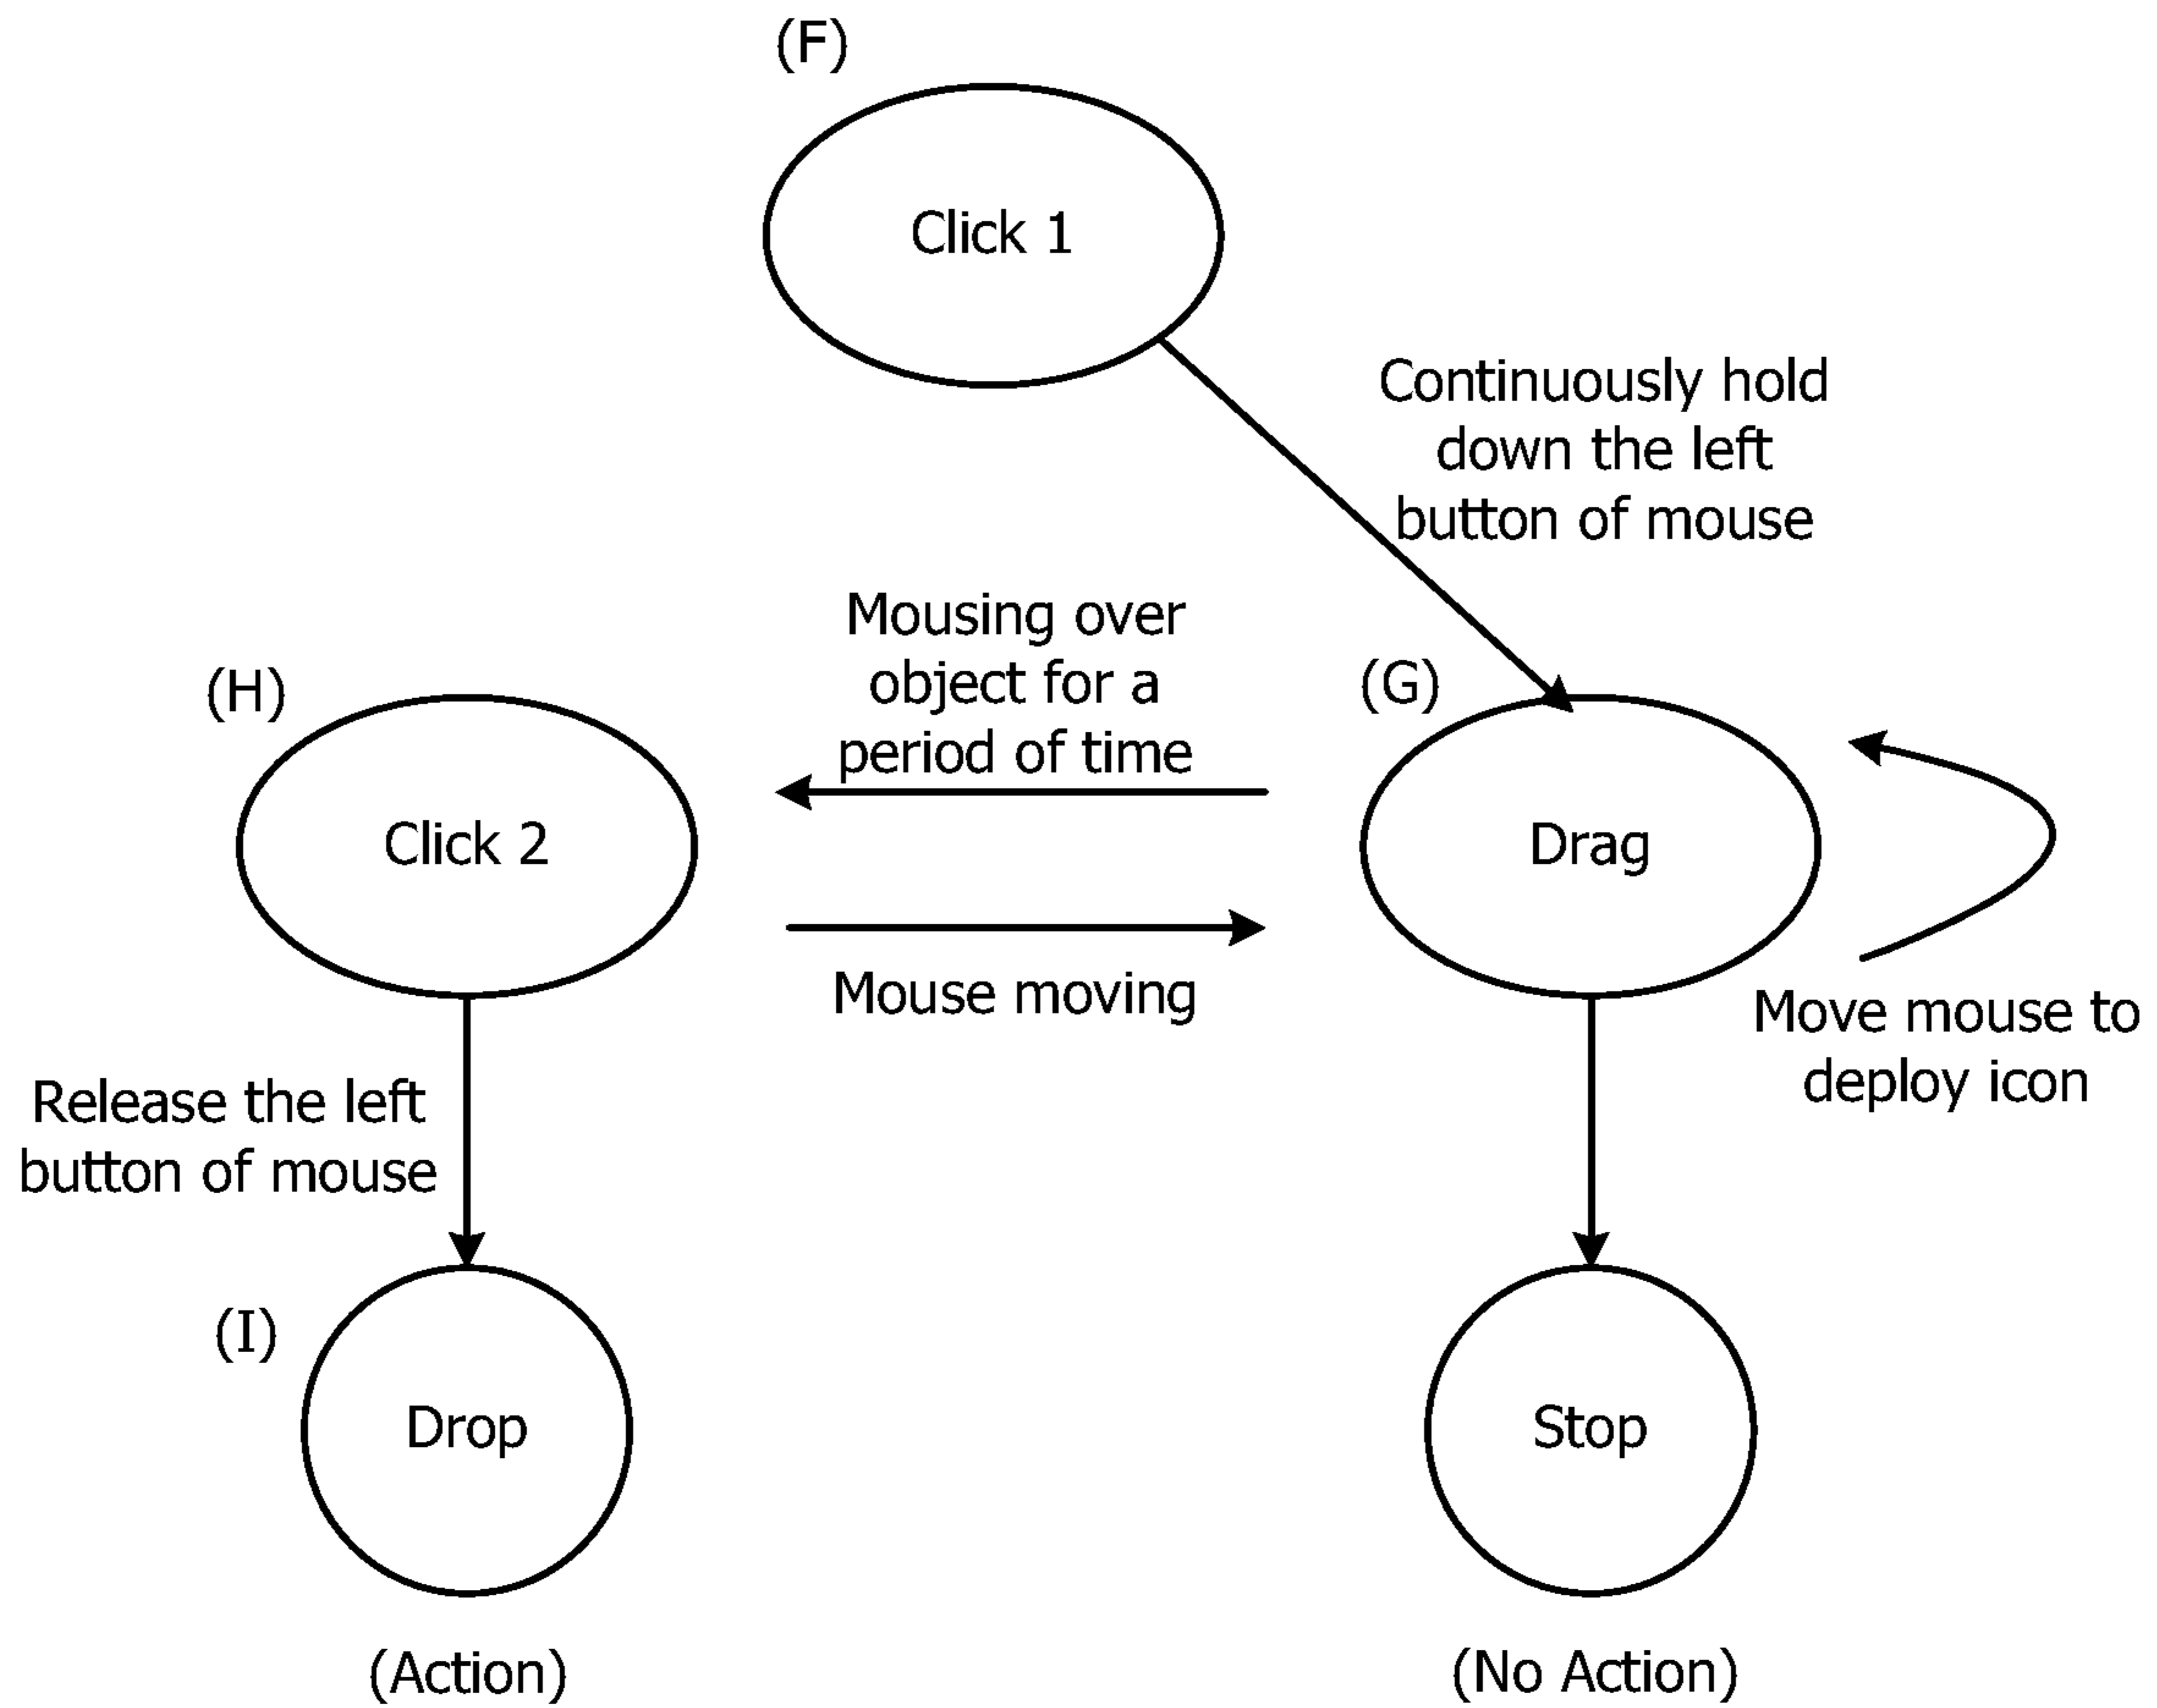 (F)
Click 1
Continuously hold
down the left
button of mouse
Mousing over
object for a
period of time
(H)
(G)
Click 2
Drag
Mouse moving
Move mouse to
deploy icon
Release the left
button of mouse
(I)
Drop
Stop
(Action)
(No Action)